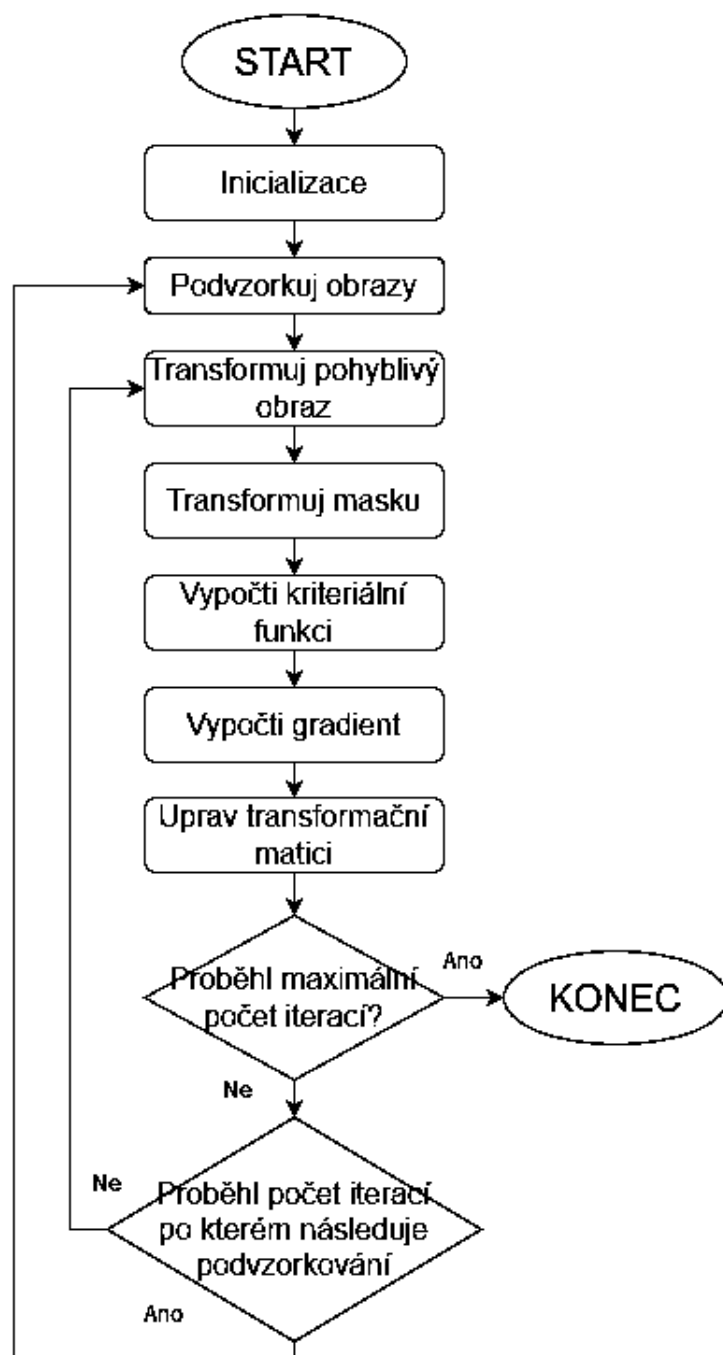 START
Inicializace
Podvzorkuj obrazy
Transformuj pohyblivý
obraz
Transformuj masku
Vypočti kriteriální
funkci
Vypočti gradient
Uprav transformační
matici
Proběhl maximální
počet iterací?
Ano
KONEC
Ne
Ne
Proběhl počet iterací
po kterém následuje
podvzorkování
Ano